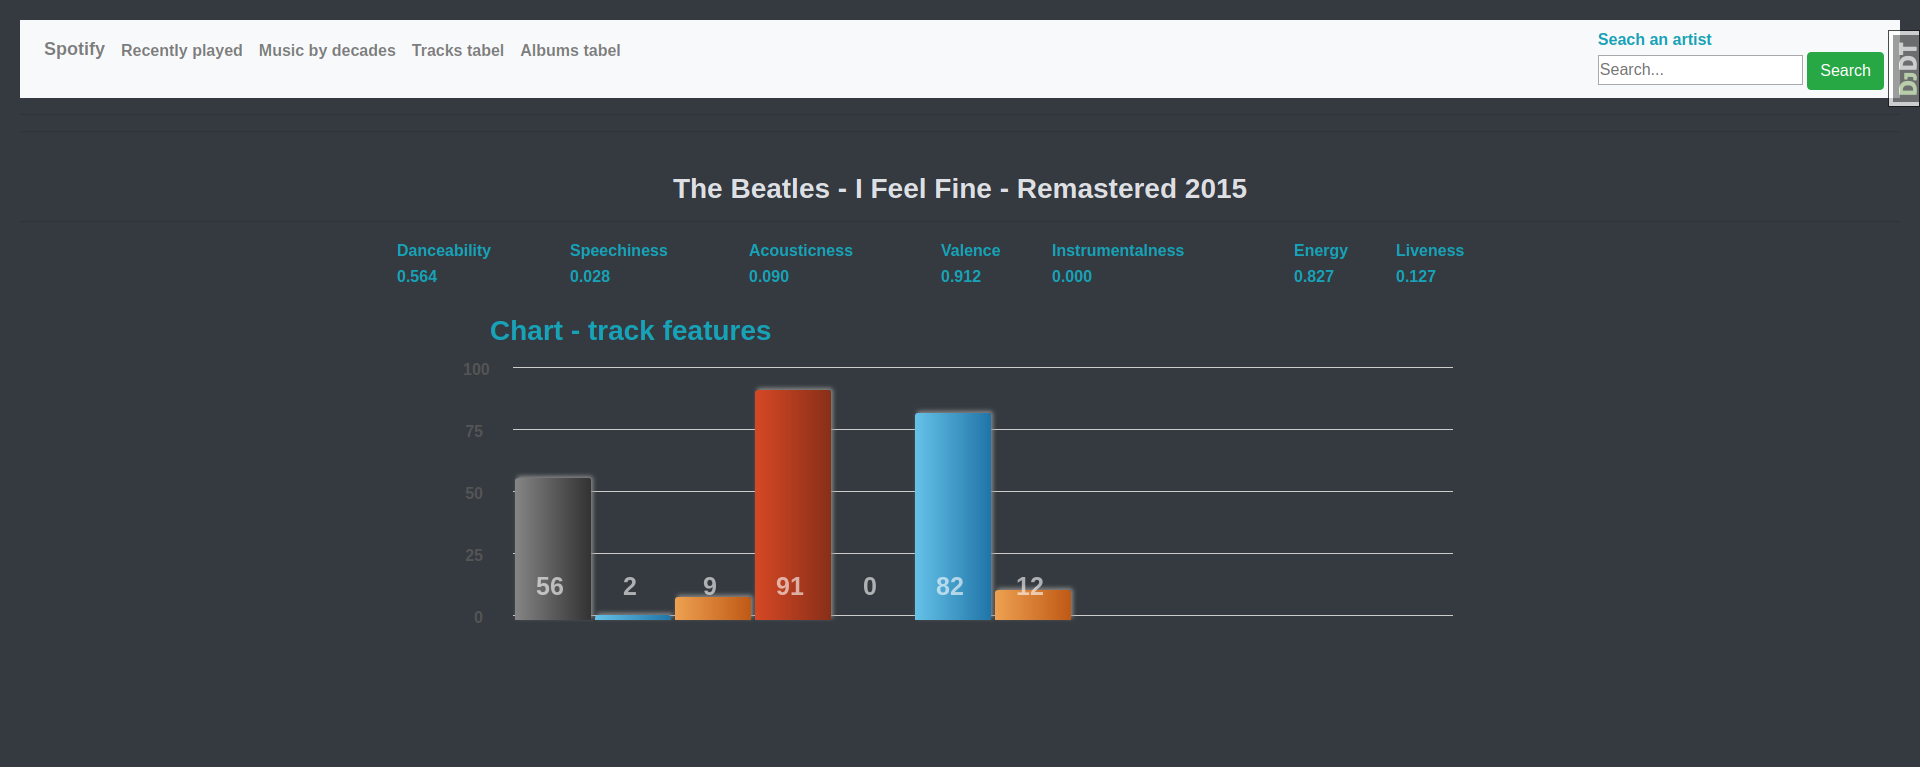 Spotify Recently played Music by decades Tracks tabel Albums tabel
Seach an artist
Search... Search
DjDT
The Beatles - I Feel Fine - Remastered 2015
Danceability Speechiness Acousticness Valence Instrumentalness Energy Liveness
0.564 0.028 0.090 0.912 0.000 0.827 0.127
Chart - track features
100
75
50
25
0
56 2 9 91 0 82 12